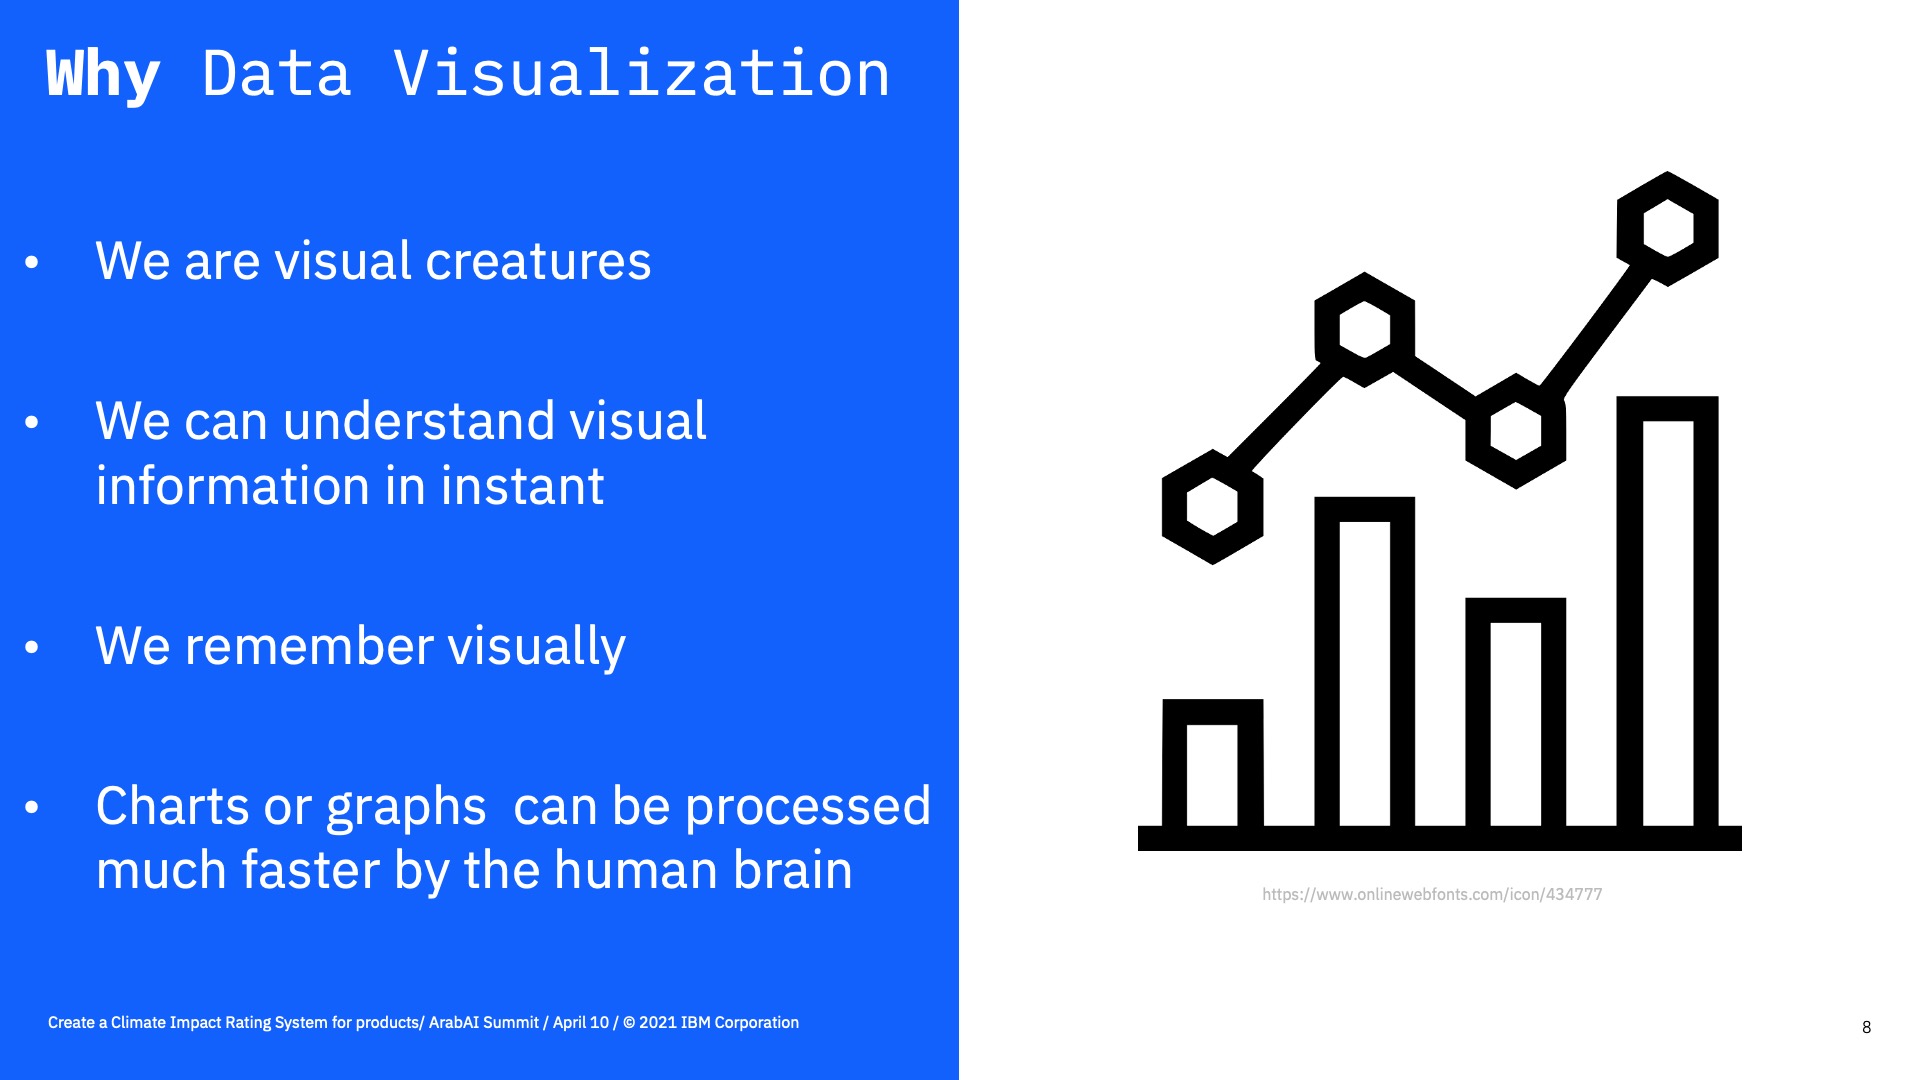 Why Data Visualization
• We are visual creatures
• We can understand visual
information in instant
• We remember visually
• Charts or graphs  can be processed
much faster by the human brain
https://www.onlinewebfonts.com/icon/434777
Create a Climate Impact Rating System for products/ ArabAI Summit / April 10 / © 2021 IBM Corporation
8